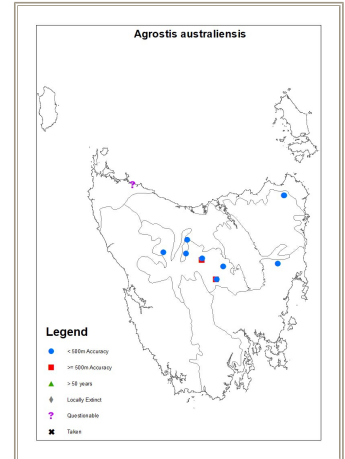 Agrostis australiensis
?
Legend
< 500m Accuracy
>= 500m Accuracy
> 50 years
Locally Extinct
? Questionable
Taken